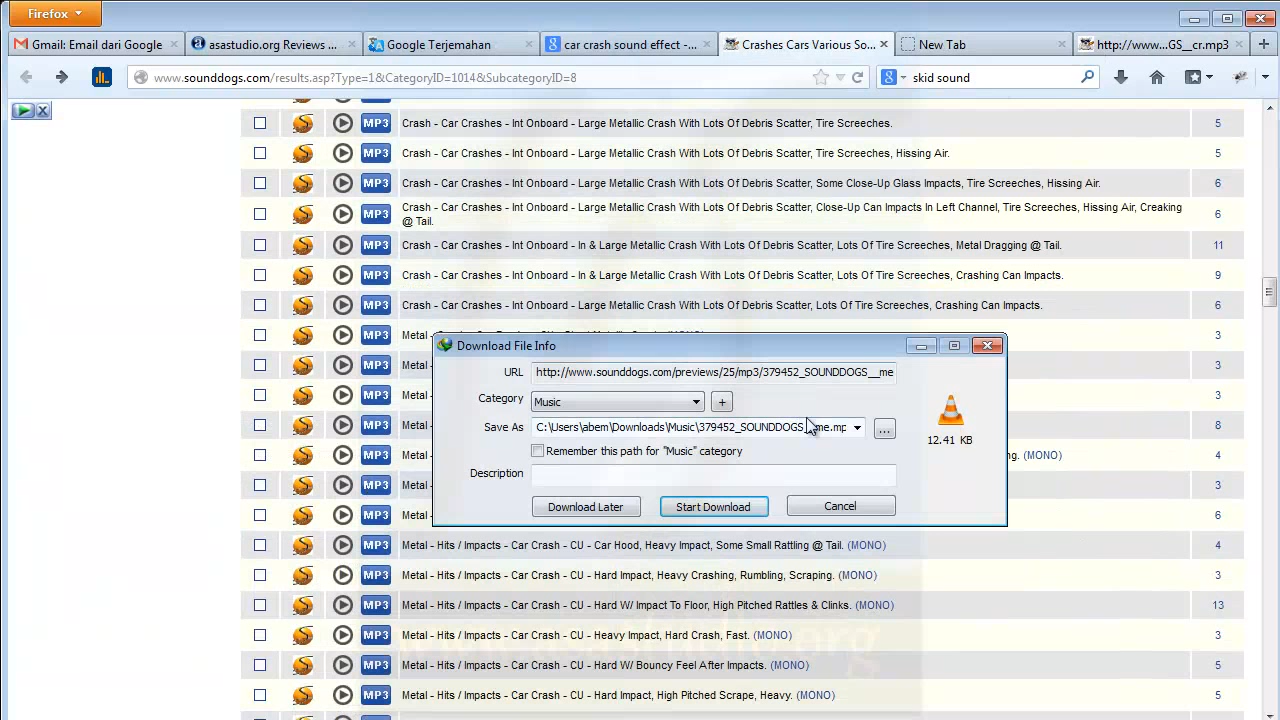 Firefox
Gmail: Email dari Google
asastudio.org Reviews ...
Google Terjemahan
car crash sound effect -...
Crashes Cars Various So...
New Tab
http://www...GS__cr.mp3
www.sounddogs.com/results.asp?Type=1&CategoryID=1014&SubcategoryID=8
skid sound
MP3 Crash - Car Crashes - Int Onboard - Large Metallic Crash With Lots Of Debris Scatter, Tire Screeches. 5
MP3 Crash - Car Crashes - Int Onboard - Large Metallic Crash With Lots Of Debris Scatter, Tire Screeches, Hissing Air. 5
MP3 Crash - Car Crashes - Int Onboard - Large Metallic Crash With Lots Of Debris Scatter, Some Close-Up Glass Impacts, Tire Screeches, Hissing Air. 6
MP3 Crash - Car Crashes - Int Onboard - Large Metallic Crash With Lots Of Debris Scatter, Close-Up Can Impacts In Left Channel, Tire Screeches, Hissing Air, Creaking
@ Tail. 6
MP3 Crash - Car Crashes - Int Onboard - In & Large Metallic Crash With Lots Of Debris Scatter, Lots Of Tire Screeches, Metal Dragging @ Tail. 11
MP3 Crash - Car Crashes - Int Onboard - In & Large Metallic Crash With Lots Of Debris Scatter, Lots Of Tire Screeches, Crashing Can Impacts. 9
MP3 Crash - Car Crashes - Int Onboard - Large Metallic Crash With Lots Of Debris Scatter, Lots Of Tire Screeches, Crashing Can Impacts. 6
MP3 Metal - 3
MP3 Metal 3
MP3 Metal 3
MP3 Metal 5
MP3 Metal ng. (MONO) 4
MP3 Metal 3
MP3 Metal 6
Download File Info
URL http://www.sounddogs.com/previews/25/mp3/379452_SOUNDDOGS__me
Category Music +
Save As C:\Users\abem\Downloads\Music\379452_SOUNDDOGS__me.mp ...
12.41 KB
Remember this path for "Music" category
Description
Download Later Start Download Cancel
MP3 Metal - Hits / Impacts - Car Crash - CU - Car Hood, Heavy Impact, Some Small Rattling @ Tail. (MONO) 4
MP3 Metal - Hits / Impacts - Car Crash - CU - Hard Impact, Heavy Crashing, Rumbling, Scraping. (MONO) 3
MP3 Metal - Hits / Impacts - Car Crash - CU - Hard W/ Impact To Floor, High Pitched Rattles & Clinks. (MONO) 13
MP3 Metal - Hits / Impacts - Car Crash - CU - Heavy Impact, Hard Crash, Fast. (MONO) 3
MP3 Metal - Hits / Impacts - Car Crash - CU - Hard W/ Bouncy Feel After Impacts. (MONO) 5
MP3 Metal - Hits / Impacts - Car Crash - CU - Hard Impact, High Pitched Scrape, Heavy. (MONO) 5